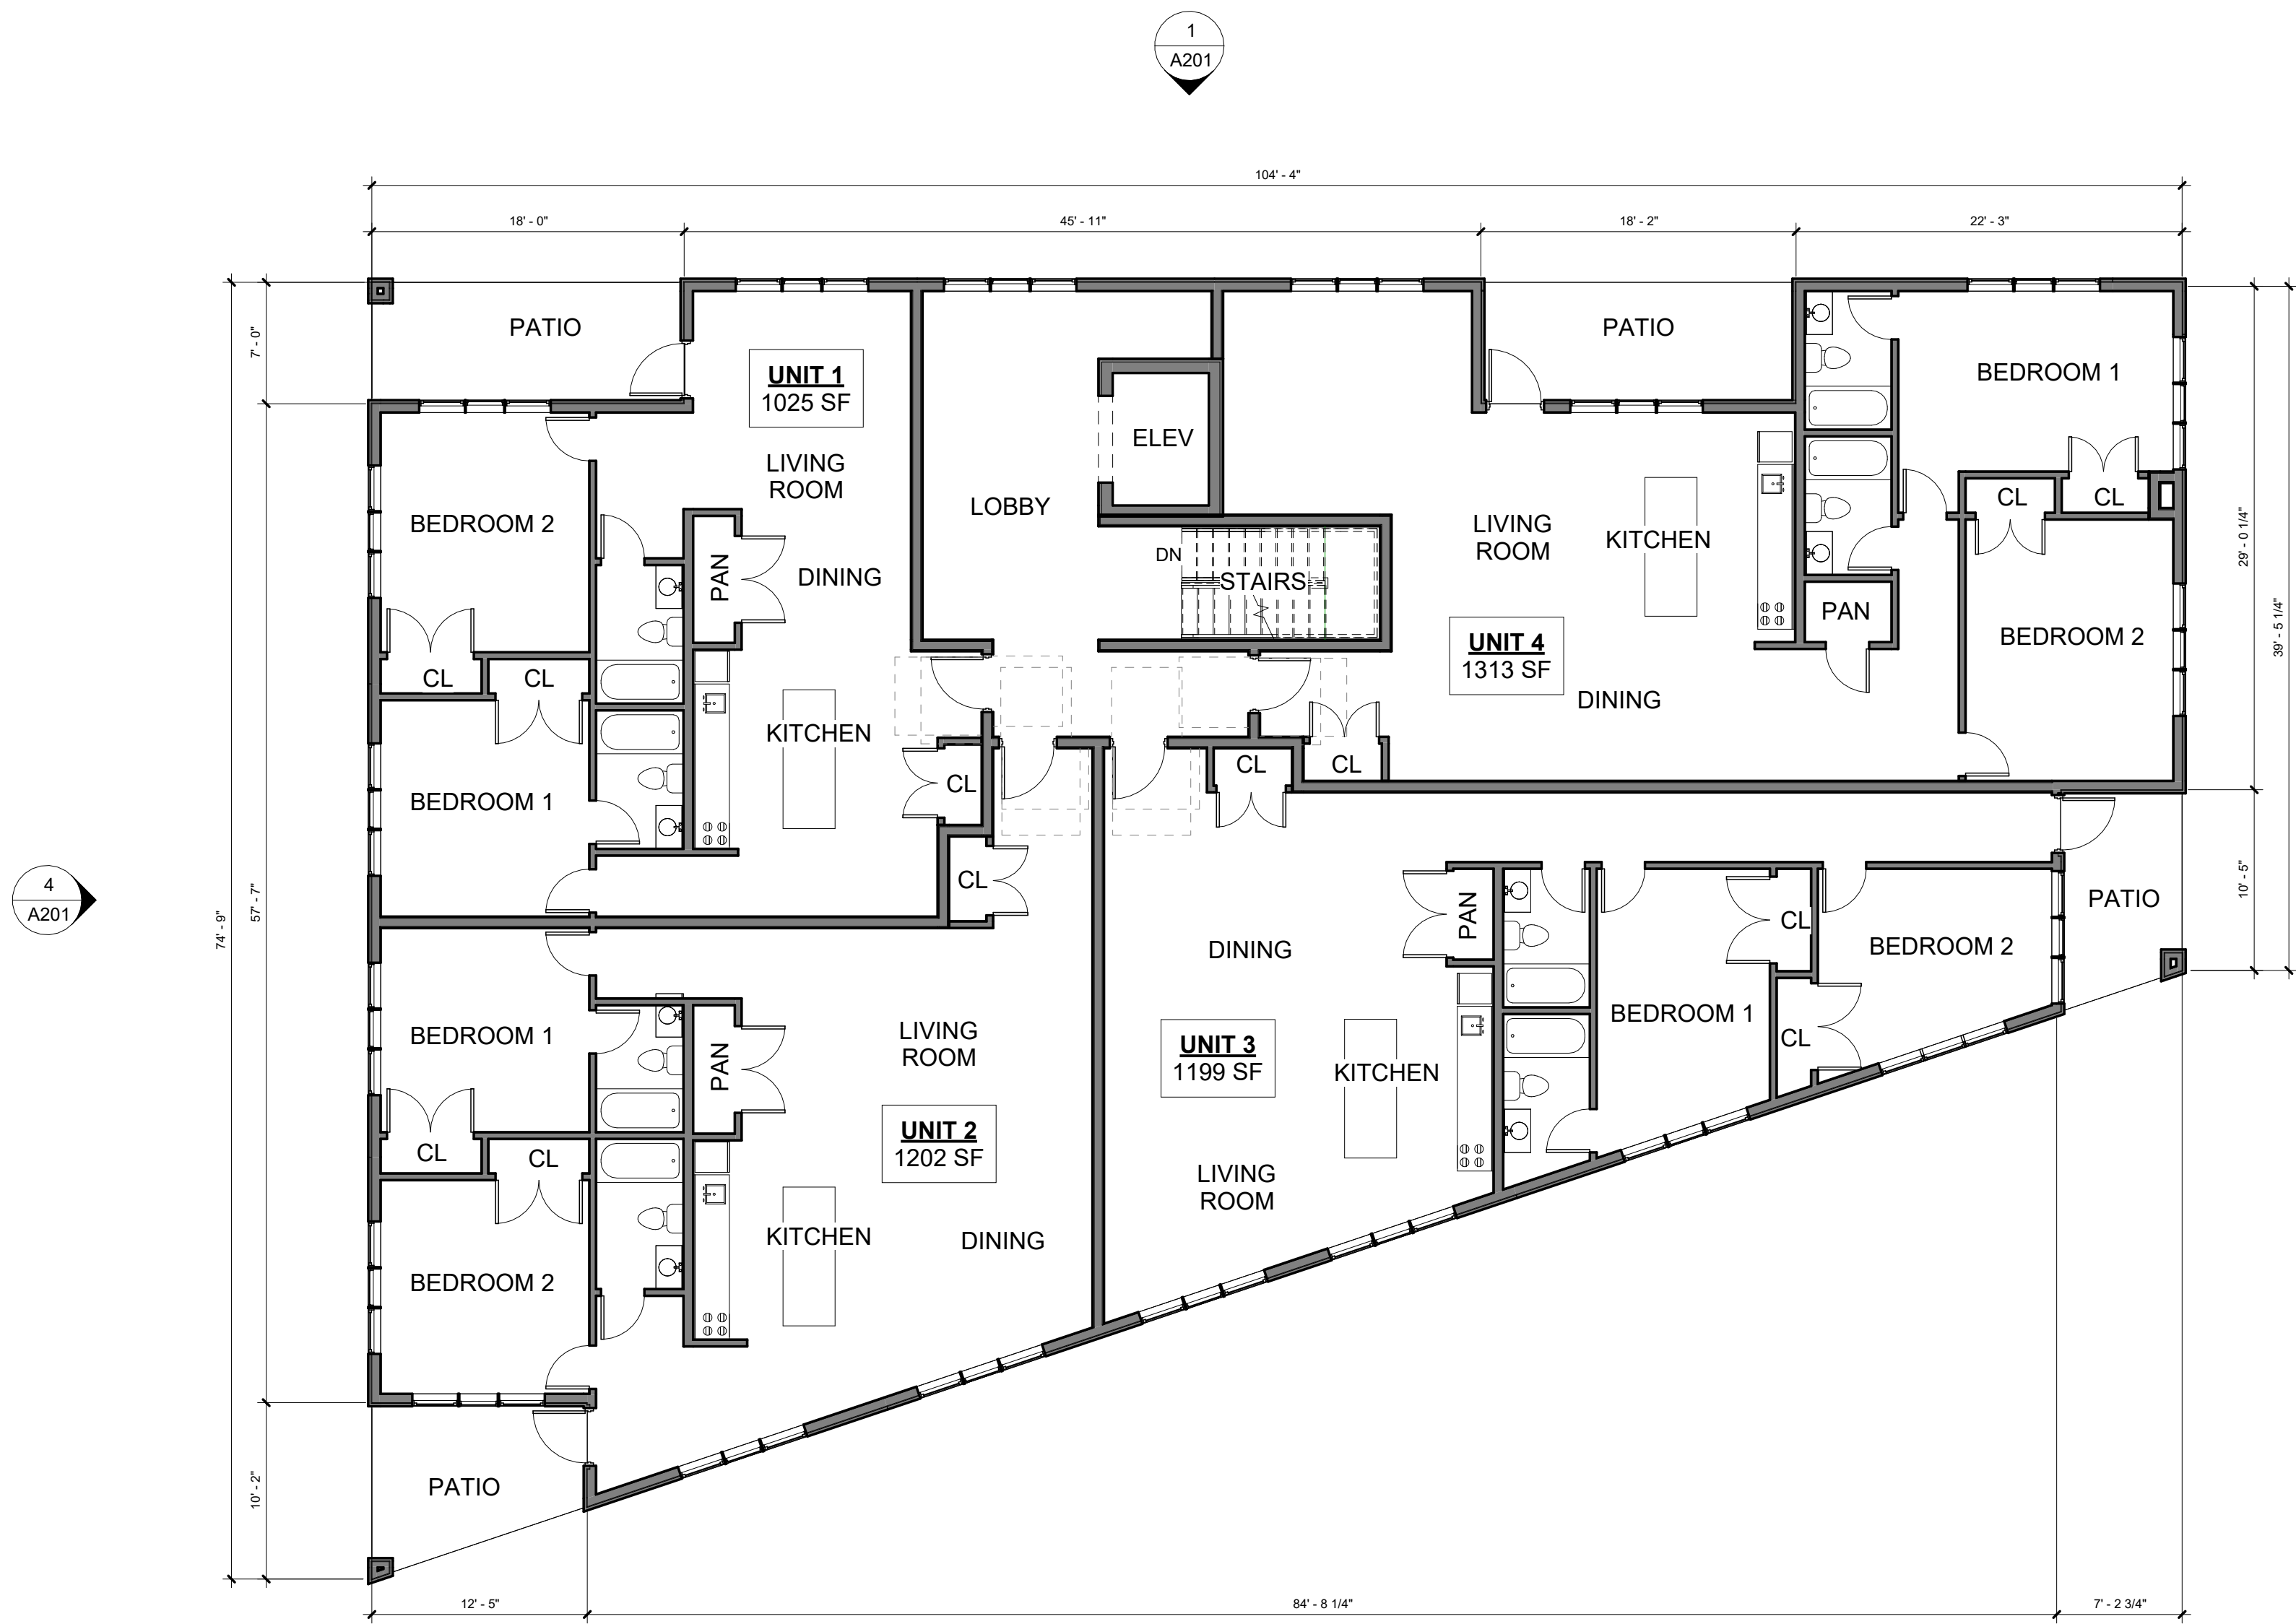 1
A201
104' - 4"
18' - 0"
45' - 11"
18' - 2"
22' - 3"
7' - 0"
PATIO
PATIO
UNIT 1
1025 SF
BEDROOM 1
ELEV
LIVING
ROOM
LOBBY
BEDROOM 2
LIVING
ROOM
KITCHEN
CL
CL
29' - 0 1/4"
39' - 5 1/4"
DN
STAIRS
PAN
DINING
PAN
UNIT 4
1313 SF
BEDROOM 2
CL
CL
DINING
KITCHEN
CL
CL
CL
BEDROOM 1
4
A201
74' - 9"
57' - 7"
CL
PAN
CL
BEDROOM 2
PATIO
10' - 5"
DINING
BEDROOM 1
PAN
LIVING
ROOM
UNIT 3
1199 SF
KITCHEN
BEDROOM 1
CL
UNIT 2
1202 SF
CL
CL
LIVING
ROOM
BEDROOM 2
KITCHEN
DINING
PATIO
10' - 2"
12' - 5"
84' - 8 1/4"
7' - 2 3/4"